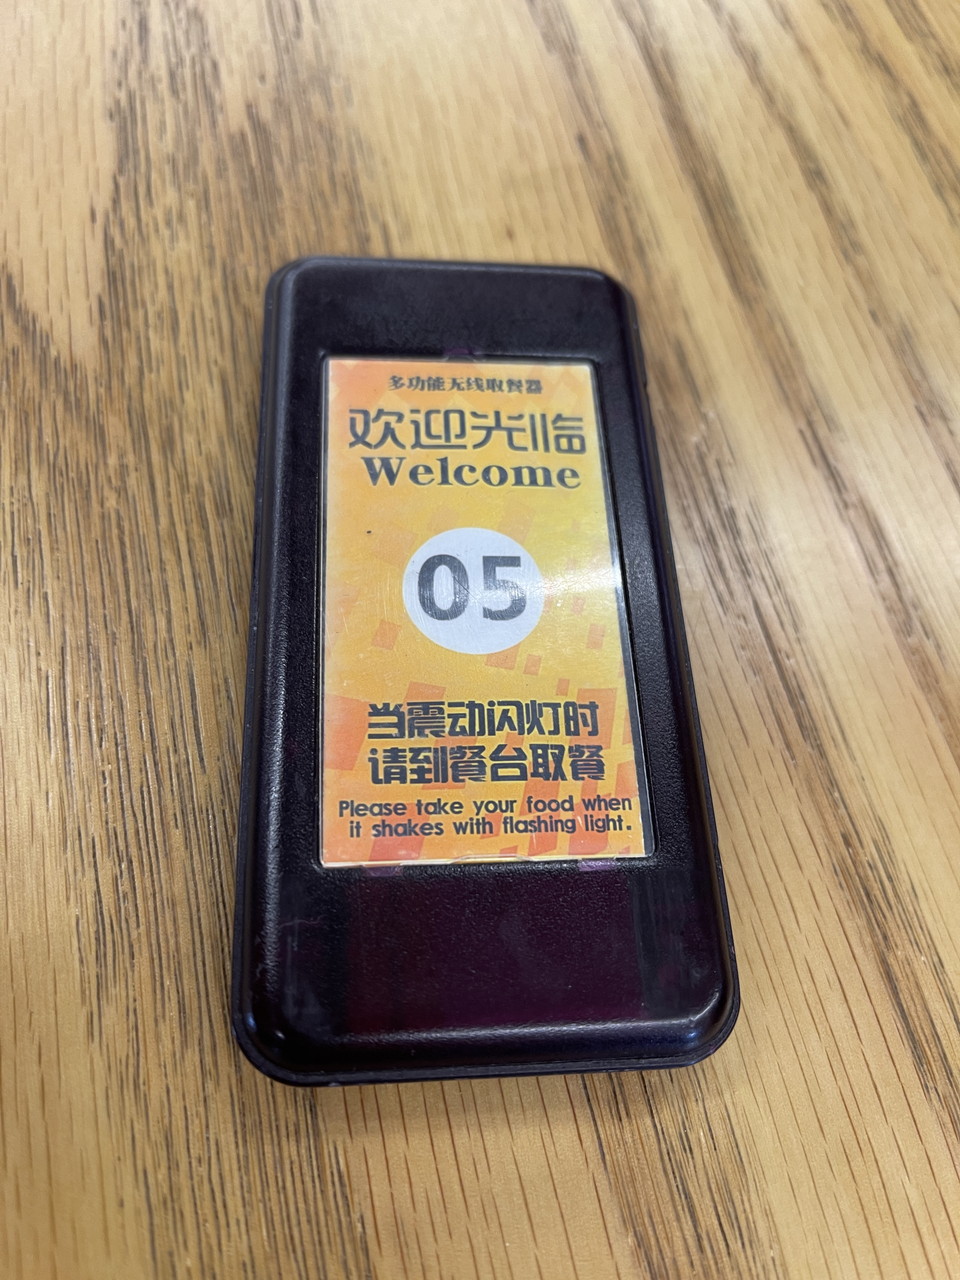 多功能无线取餐器
欢迎光临
Welcome
05
当震动闪灯时
请到餐台取餐
Please take your food when
it shakes with flashing light.